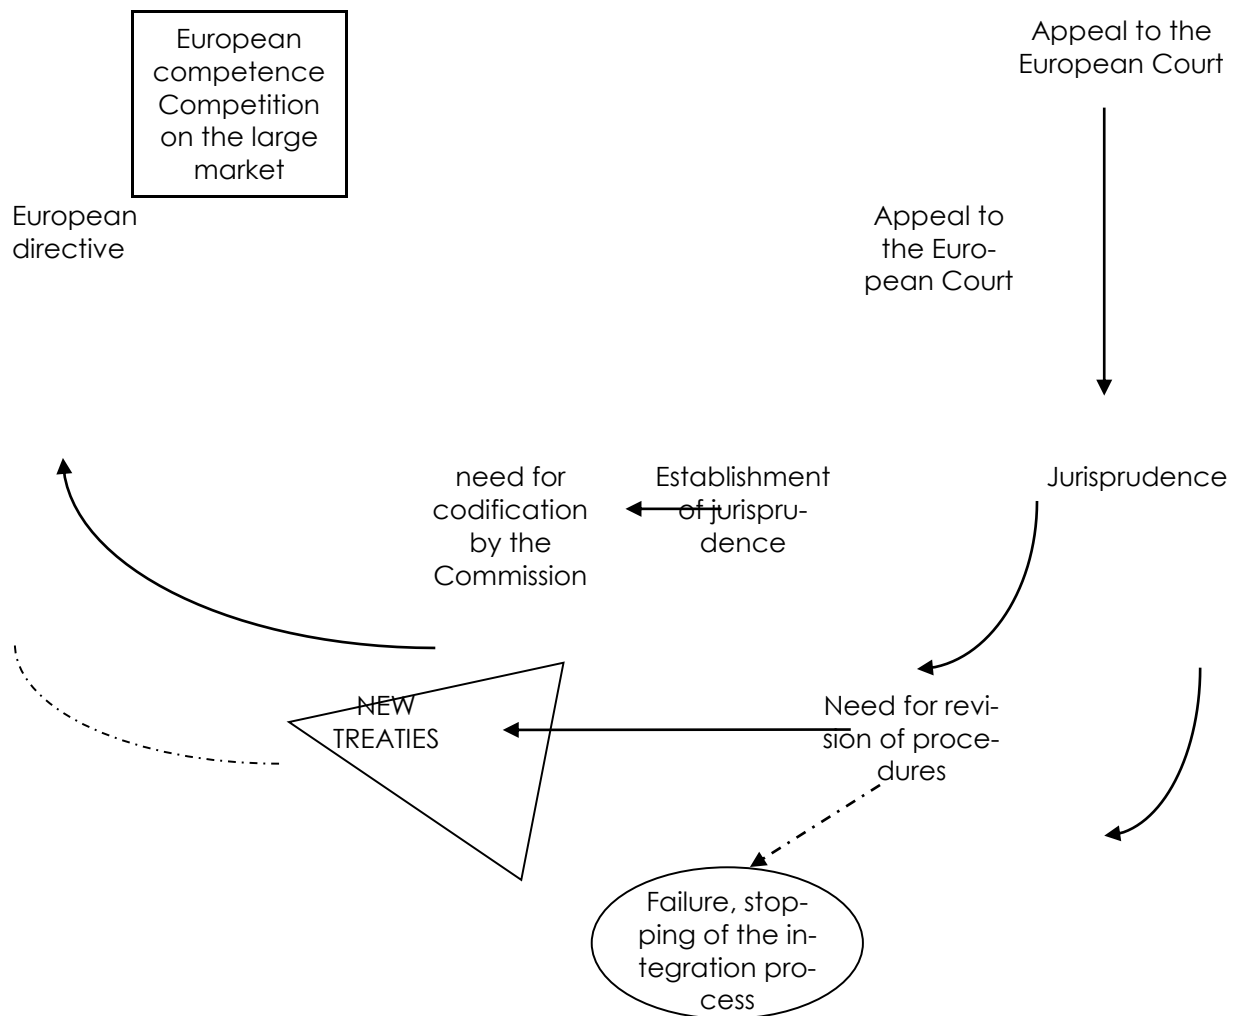 European
competence
Competition
on the large
market
Appeal to the
European Court
European
directive
Appeal to
the Euro-
pean Court
need for
codification
by the
Commission
Establishment
of jurispru-
dence
Jurisprudence
NEW
TREATIES
Need for revi-
sion of proce-
dures
Failure, stop-
ping of the in-
tegration pro-
cess